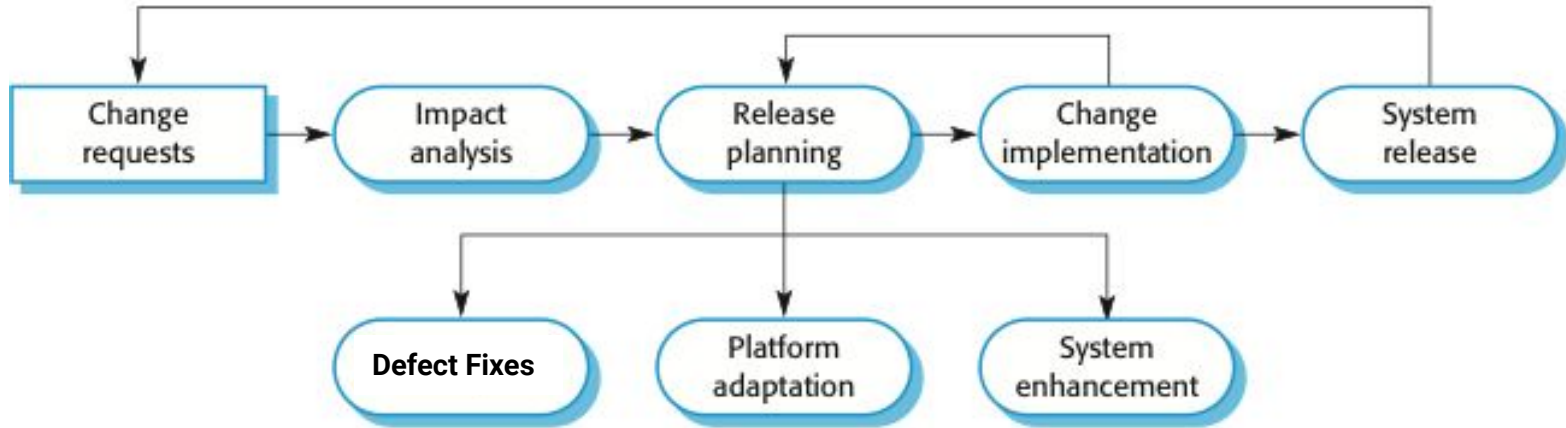 Change
requests
Impact
analysis
Release
planning
Change
implementation
System
release
Defect Fixes
Platform
adaptation
System
enhancement